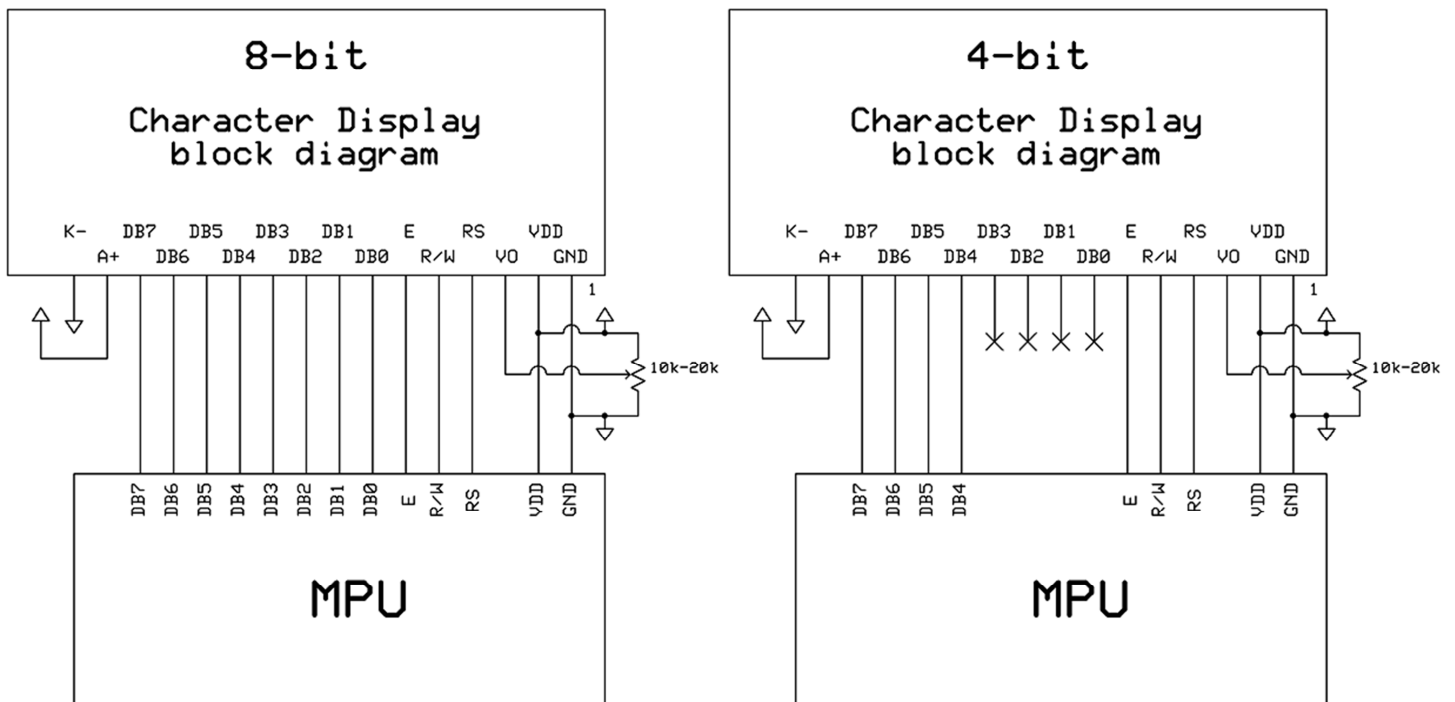 8-bit
Character Display
block diagram
K- DB7 DB5 DB3 DB1 E RS VDD
A+ DB6 DB4 DB2 DB0 R/W VO GND
1
10k-20k
DB7 DB6 DB5 DB4 DB3 DB2 DB1 DB0 E R/W RS VDD GND
MPU
4-bit
Character Display
block diagram
K- DB7 DB5 DB3 DB1 E RS VDD
A+ DB6 DB4 DB2 DB0 R/W VO GND
1
10k-20k
DB7 DB6 DB5 DB4 E R/W RS VDD GND
MPU